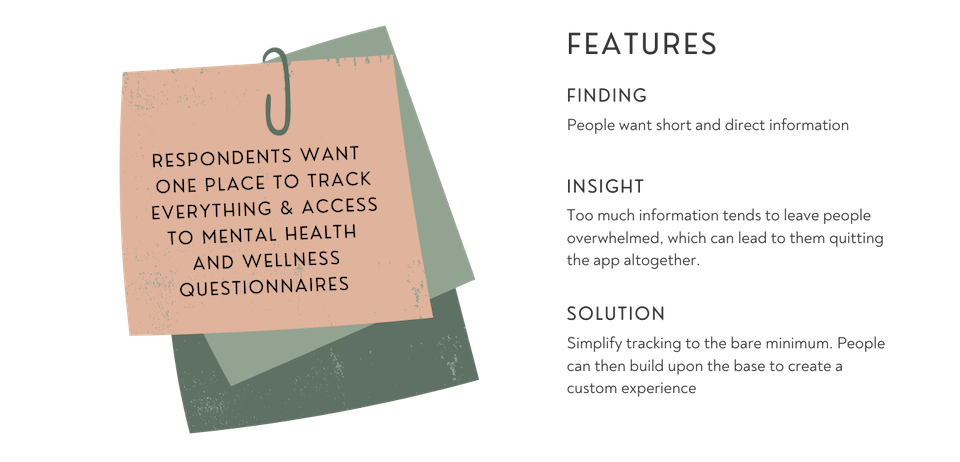 RESPONDENTS WANT
ONE PLACE TO TRACK
EVERYTHING & ACCESS
TO MENTAL HEALTH
AND WELLNESS
QUESTIONNAIRES
FEATURES
FINDING
People want short and direct information
INSIGHT
Too much information tends to leave people
overwhelmed, which can lead to them quitting
the app altogether.
SOLUTION
Simplify tracking to the bare minimum. People
can then build upon the base to create a
custom experience